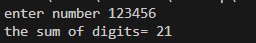 enter number 123456
the sum of digits= 21